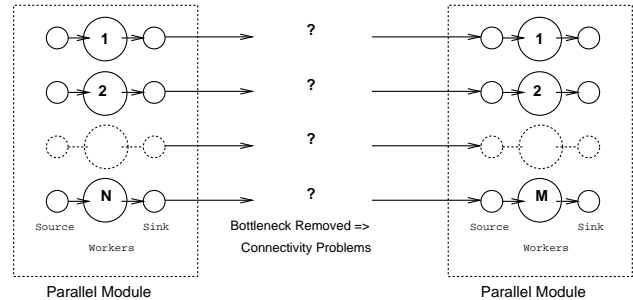 1 ? 1
2 ? 2
?
N ? M
Source Sink Bottleneck Removed => Source Sink
Workers Connectivity Problems Workers
Parallel Module Parallel Module